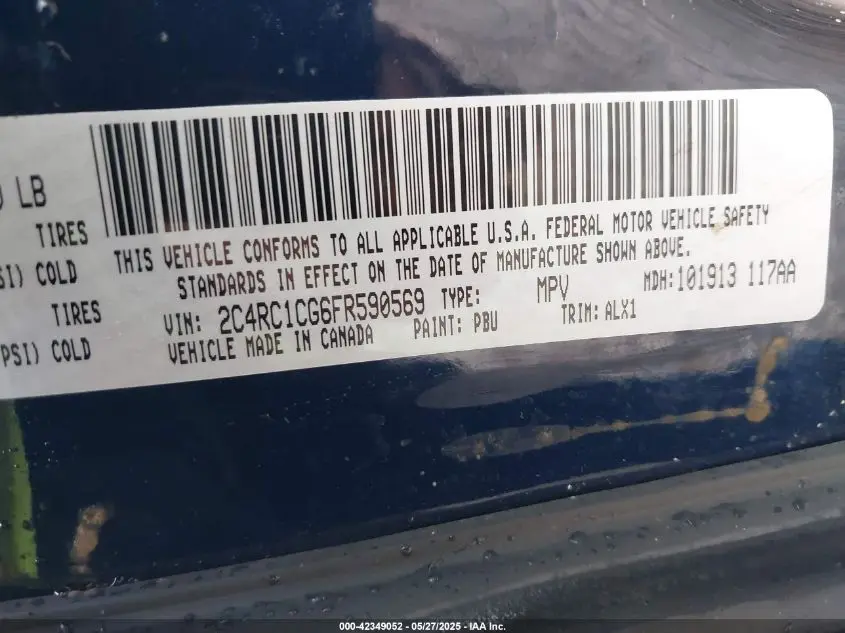 LB
TIRES
COLD
TIRES
PSI) COLD
THIS VEHICLE CONFORMS TO ALL APPLICABLE U.S.A. FEDERAL MOTOR VEHICLE SAFETY
STANDARDS IN EFFECT ON THE DATE OF MANUFACTURE SHOWN ABOVE.
VIN: 2C4RC1CG6FR590569 TYPE: MPV MDH:101913 117AA
VEHICLE MADE IN CANADA PAINT: PBU TRIM: ALX1
000-42349052 - 05/27/2025 - IAA Inc.